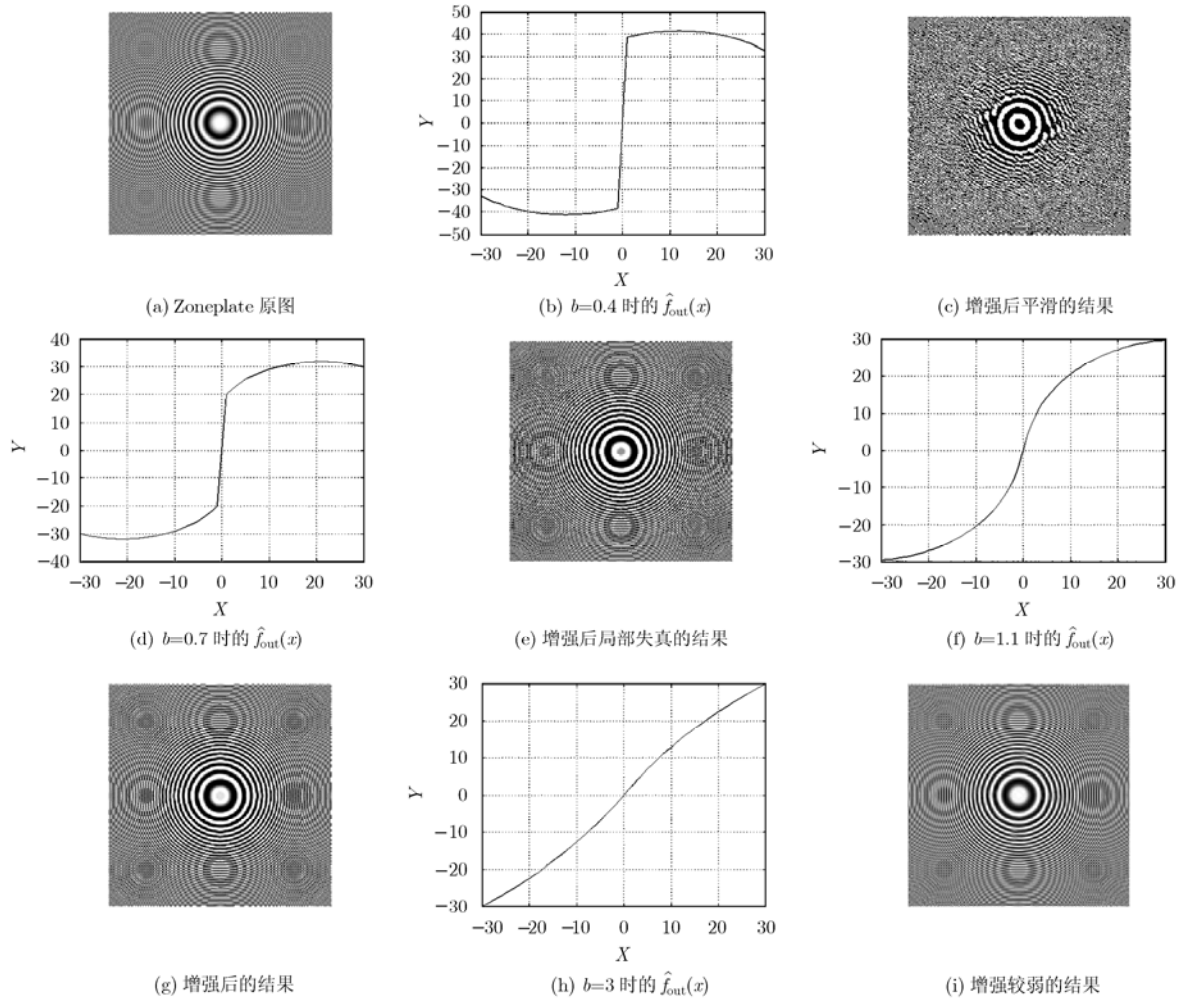 50
40
30
20
10
0
−10
−20
−30
−40
−50
Y
−30 −20 −10 0 10 20 30
X
(a) Zoneplate 原图
(b) b=0.4 时的 f̂out(x)
(c) 增强后平滑的结果
40
30
20
10
0
−10
−20
−30
−40
Y
−30 −20 −10 0 10 20 30
X
30
20
10
0
−10
−20
−30
Y
−30 −20 −10 0 10 20 30
X
(d) b=0.7 时的 f̂out(x)
(e) 增强后局部失真的结果
(f) b=1.1 时的 f̂out(x)
30
20
10
0
−10
−20
−30
Y
−30 −20 −10 0 10 20 30
X
(g) 增强后的结果
(h) b=3 时的 f̂out(x)
(i) 增强较弱的结果